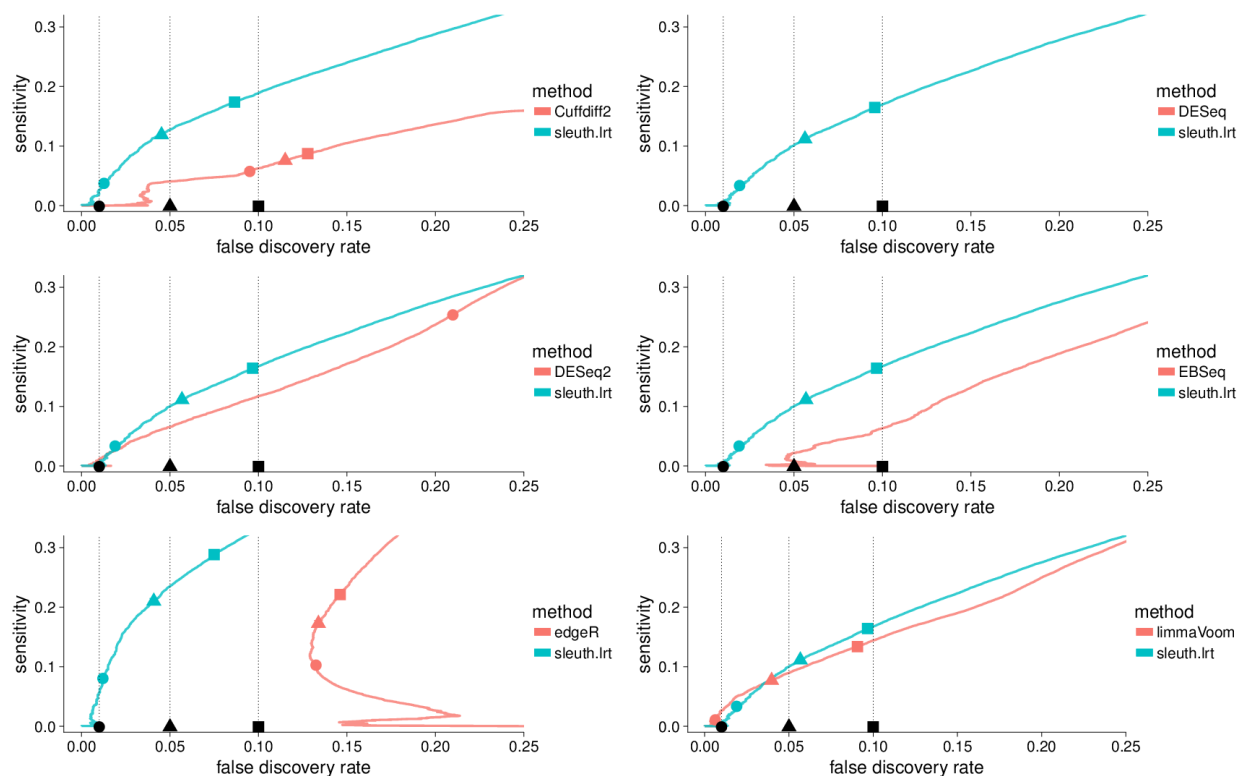 0.3
0.2
0.1
0.0
sensitivity
0.00 0.05 0.10 0.15 0.20 0.25
false discovery rate
method
Cuffdiff2
sleuth.lrt
0.3
0.2
0.1
0.0
sensitivity
0.00 0.05 0.10 0.15 0.20 0.25
false discovery rate
method
DESeq
sleuth.lrt
0.3
0.2
0.1
0.0
sensitivity
0.00 0.05 0.10 0.15 0.20 0.25
false discovery rate
method
DESeq2
sleuth.lrt
0.3
0.2
0.1
0.0
sensitivity
0.00 0.05 0.10 0.15 0.20 0.25
false discovery rate
method
EBSeq
sleuth.lrt
0.3
0.2
0.1
0.0
sensitivity
0.00 0.05 0.10 0.15 0.20 0.25
false discovery rate
method
edgeR
sleuth.lrt
0.3
0.2
0.1
0.0
sensitivity
0.00 0.05 0.10 0.15 0.20 0.25
false discovery rate
method
limmaVoom
sleuth.lrt